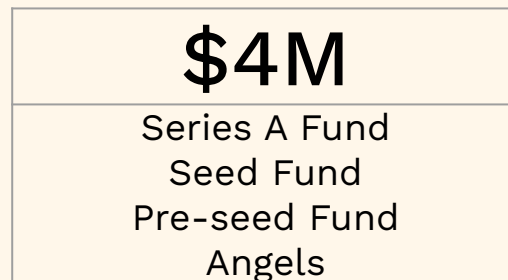 $4M
Series A Fund
Seed Fund
Pre-seed Fund
Angels